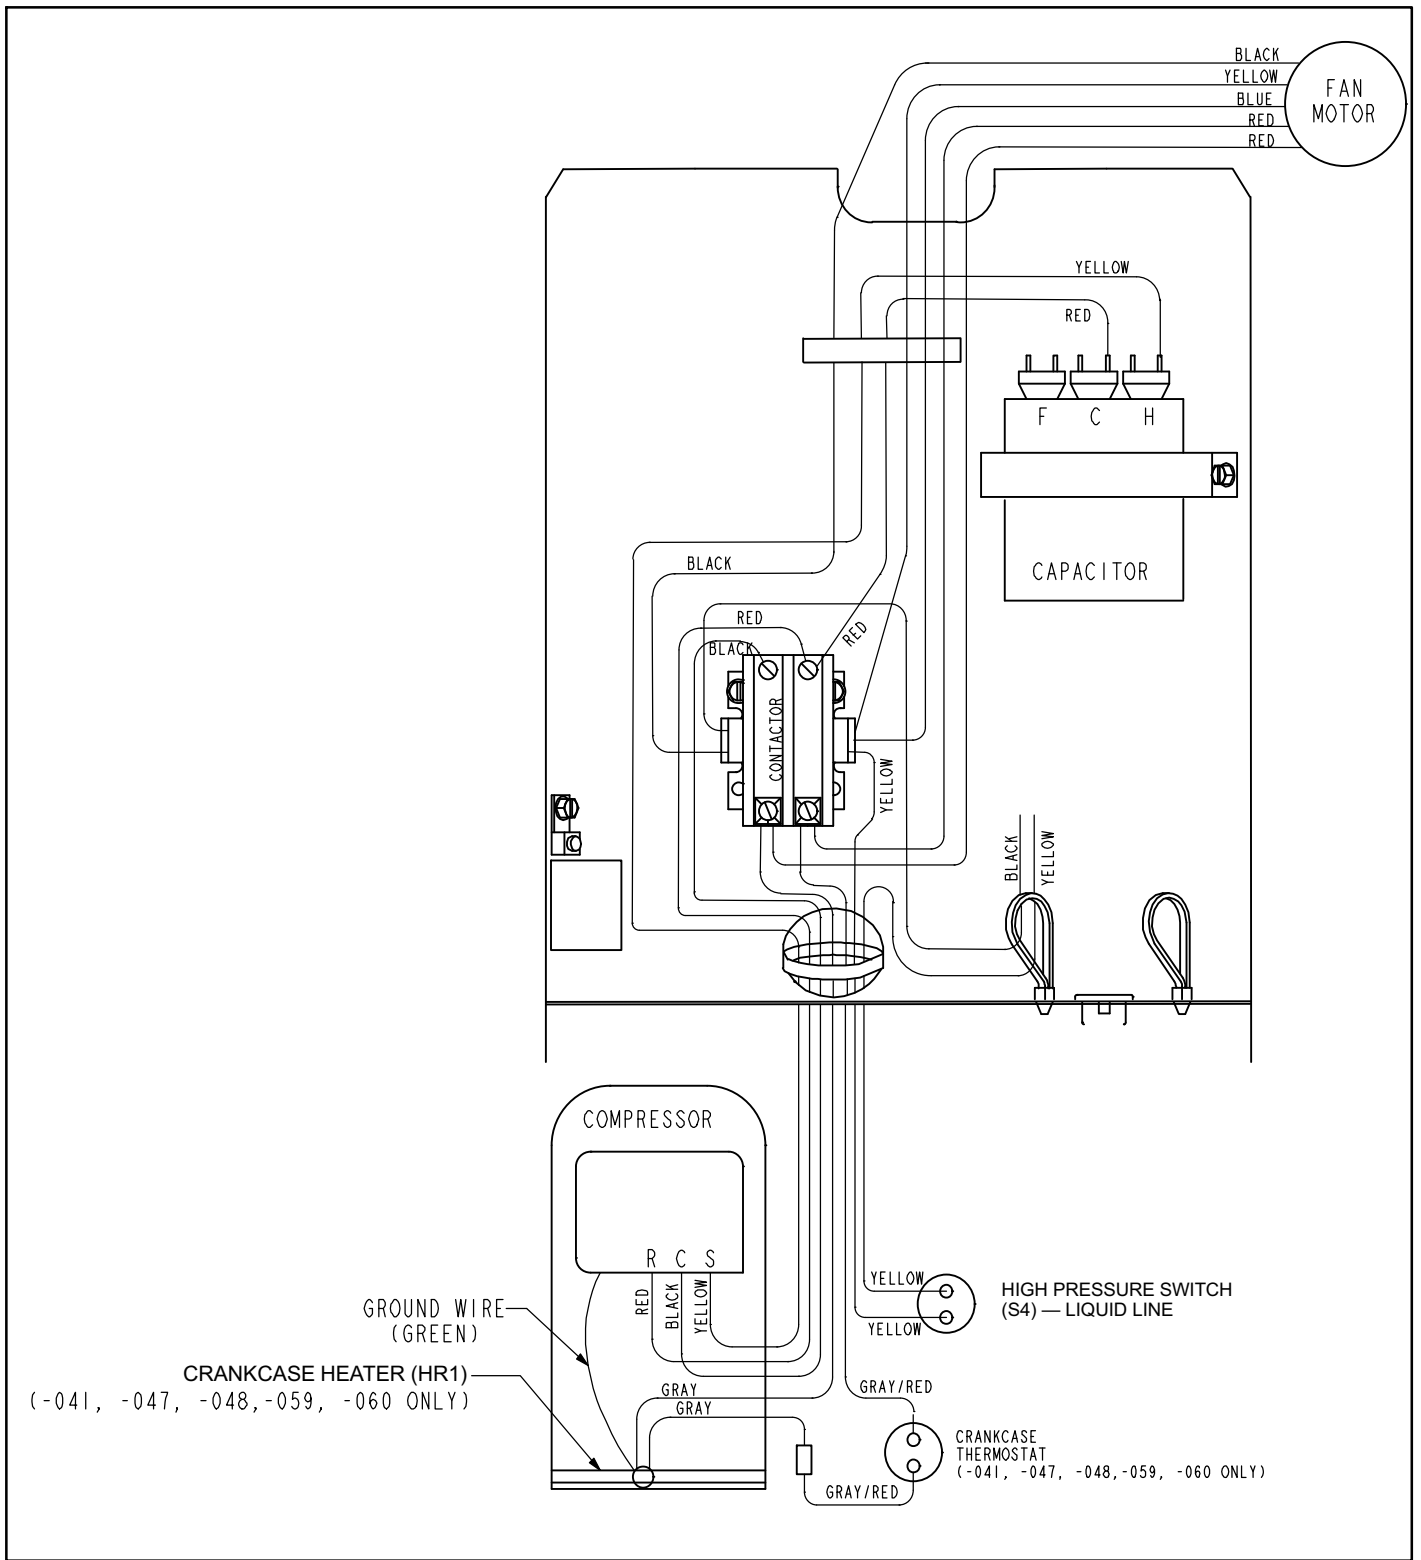 BLACK
YELLOW
BLUE
RED
RED
FAN
MOTOR
YELLOW
RED
F C H
CAPACITOR
BLACK
RED
BLACK
RED
CONTACTOR
YELLOW
BLACK
YELLOW
COMPRESSOR
R C S
RED
BLACK
YELLOW
GROUND WIRE
(GREEN)
CRANKCASE HEATER (HR1)
(-041, -047, -048,-059, -060 ONLY)
YELLOW
YELLOW
HIGH PRESSURE SWITCH
(S4) — LIQUID LINE
GRAY
GRAY
GRAY/RED
GRAY/RED
CRANKCASE
THERMOSTAT
(-041, -047, -048,-059, -060 ONLY)